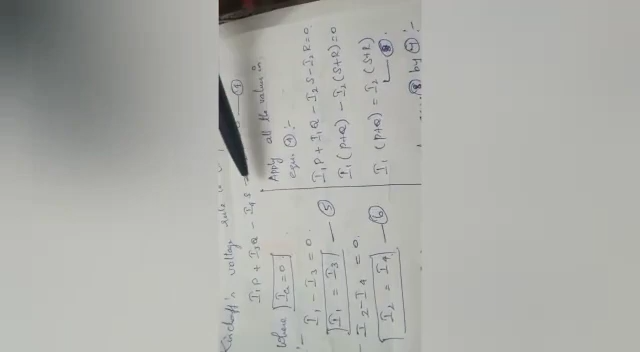 Kirchoff's voltage rule
I₁P + I₃Q - I₄S
where [I_G = 0]
I₁ - I₃ = 0.
[I₁ = I₃] — ⑤
- I₂ - I₄ = 0.
[I₂ = I₄] — ⑥
Apply all the values in
equn ④ :-
I₁P + I₁Q - I₂S - I₂R = 0.
I₁ (P+Q) - I₂ (S+R) = 0
I₁ (P+Q) = I₂ (S+R)
⑧.
⑧ by ⑨ :-